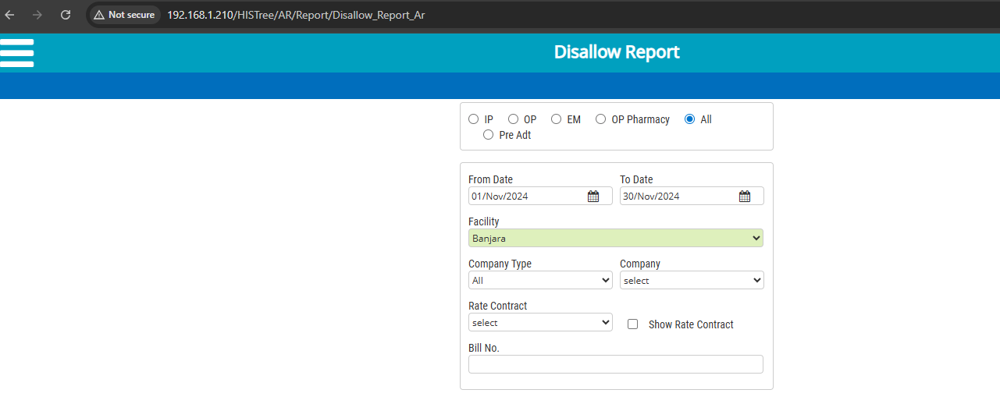 Not secure 192.168.1.210/HISTree/AR/Report/Disallow_Report_Ar
Disallow Report
IP OP EM OP Pharmacy All
Pre Adt
From Date To Date
01/Nov/2024 30/Nov/2024
Facility
Banjara
Company Type Company
All select
Rate Contract
select Show Rate Contract
Bill No.